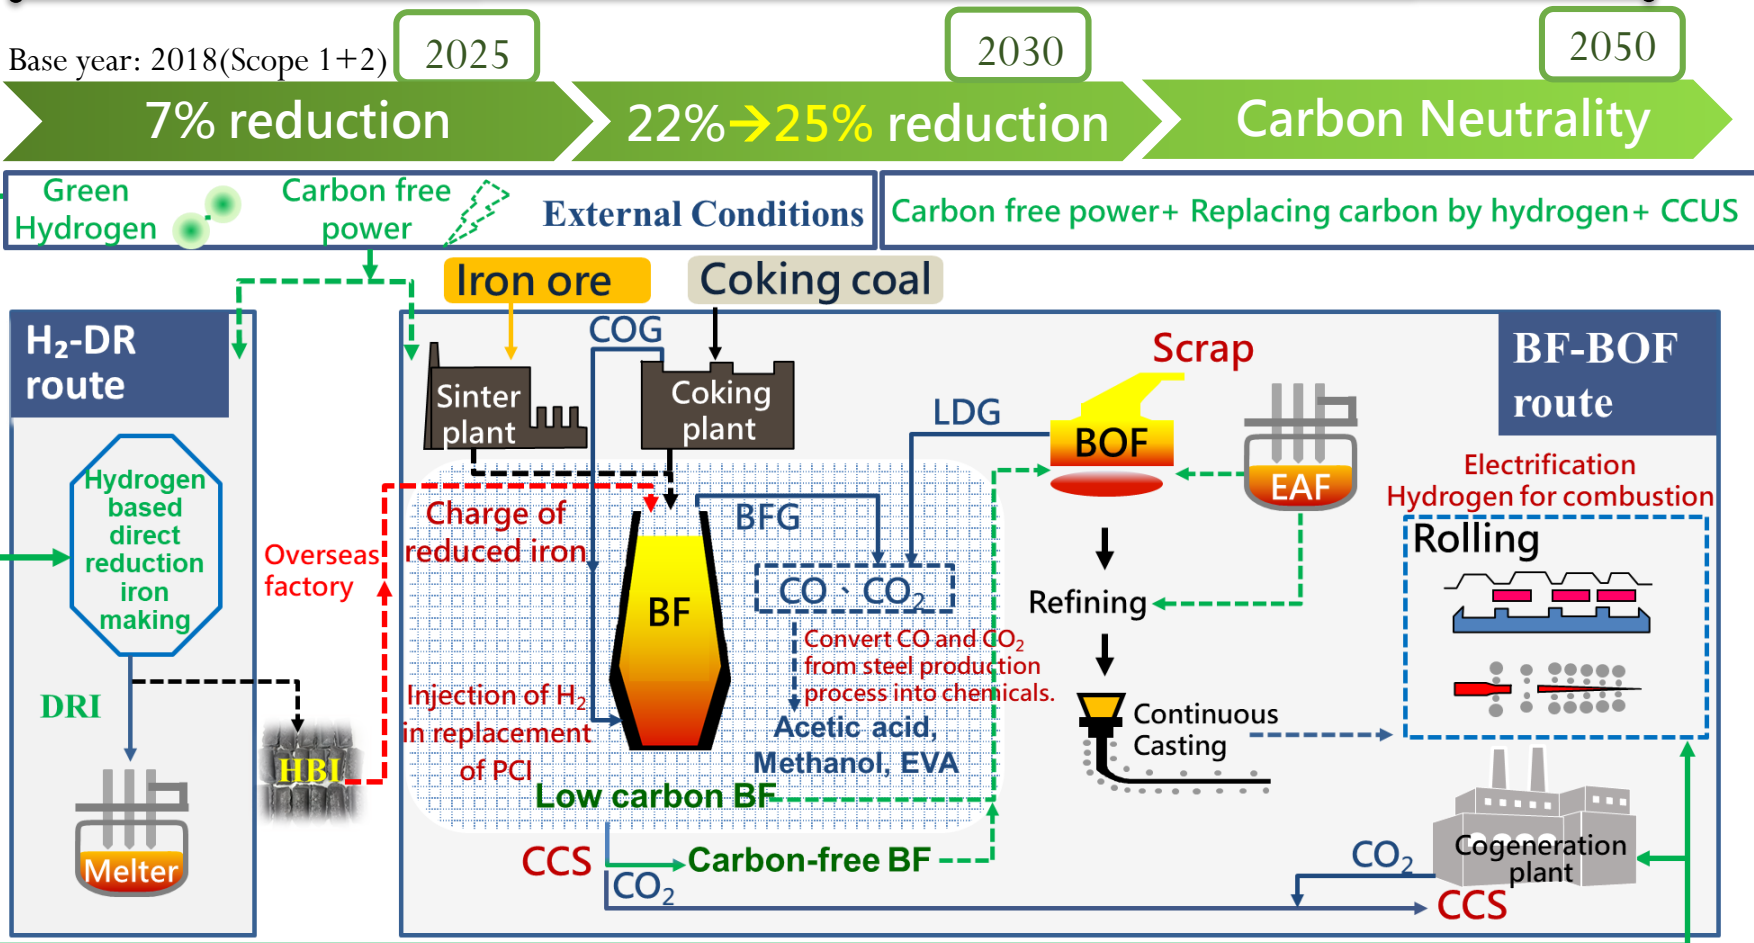 Base year: 2018(Scope 1+2)
2025
2030
2050
7% reduction
22%→25% reduction
Carbon Neutrality
Green
Hydrogen
Carbon free
power
External Conditions
Carbon free power+ Replacing carbon by hydrogen+ CCUS
H₂-DR
route
Hydrogen
based
direct
reduction
iron
making
DRI
Melter
HBI
Overseas
factory
Iron ore
Coking coal
COG
Sinter
plant
Coking
plant
Charge of
reduced iron
BFG
BF
Injection of H₂
in replacement
of PCI
Low carbon BF
CO、CO₂
Convert CO and CO₂
from steel production
process into chemicals.
Acetic acid,
Methanol, EVA
CCS
Carbon-free BF
CO₂
LDG
Scrap
BOF
EAF
Refining
Continuous
Casting
BF-BOF
route
Electrification
Hydrogen for combustion
Rolling
Cogeneration
plant
CO₂
CCS